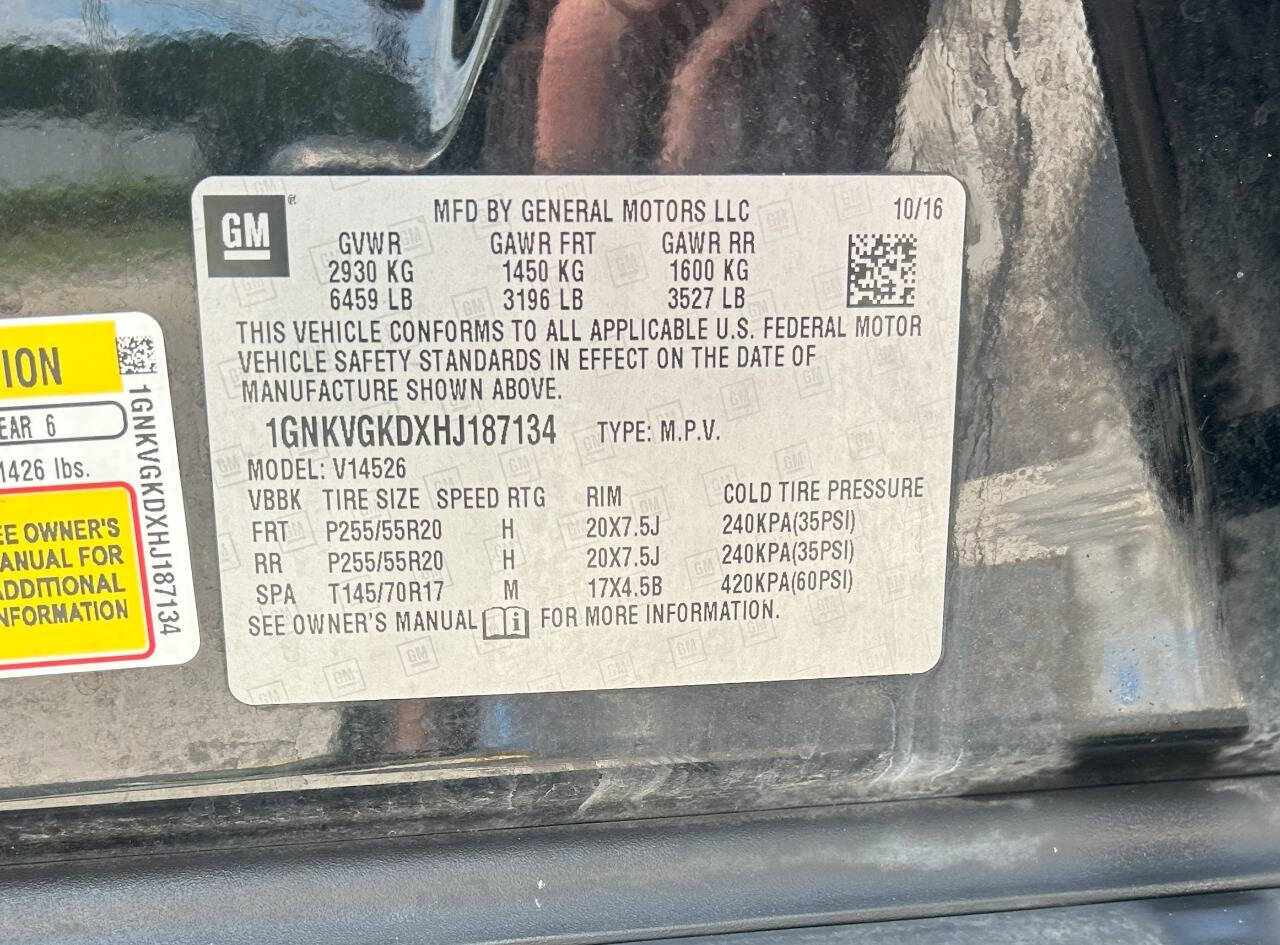 GM
MFD BY GENERAL MOTORS LLC
10/16
GVWR GAWR FRT GAWR RR
2930 KG 1450 KG 1600 KG
6459 LB 3196 LB 3527 LB
THIS VEHICLE CONFORMS TO ALL APPLICABLE U.S. FEDERAL MOTOR
VEHICLE SAFETY STANDARDS IN EFFECT ON THE DATE OF
MANUFACTURE SHOWN ABOVE.
1GNKVGKDXHJ187134 TYPE: M.P.V.
MODEL: V14526
VBBK TIRE SIZE SPEED RTG RIM COLD TIRE PRESSURE
FRT P255/55R20 H 20X7.5J 240KPA(35PSI)
RR P255/55R20 H 20X7.5J 240KPA(35PSI)
SPA T145/70R17 M 17X4.5B 420KPA(60PSI)
SEE OWNER'S MANUAL i FOR MORE INFORMATION.
ION
EAR 6
1426 lbs.
EE OWNER'S
ANUAL FOR
ADDITIONAL
NFORMATION
1GNKVGKDXHJ187134